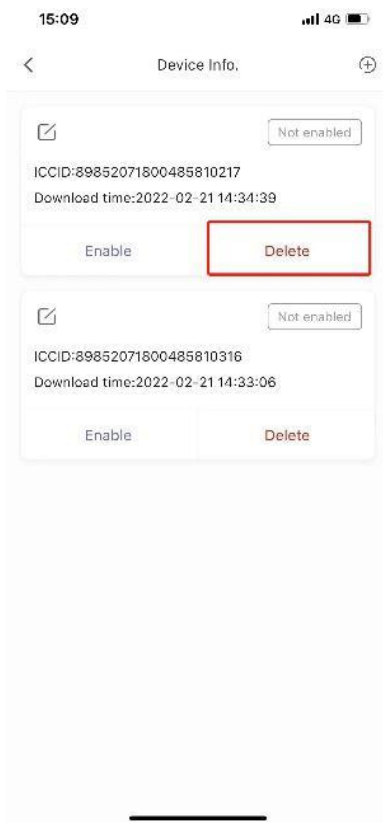 15:09
4G
Device Info.
Not enabled
ICCID:89852071800485810217
Download time:2022-02-21 14:34:39
Enable
Delete
Not enabled
ICCID:89852071800485810316
Download time:2022-02-21 14:33:06
Enable
Delete